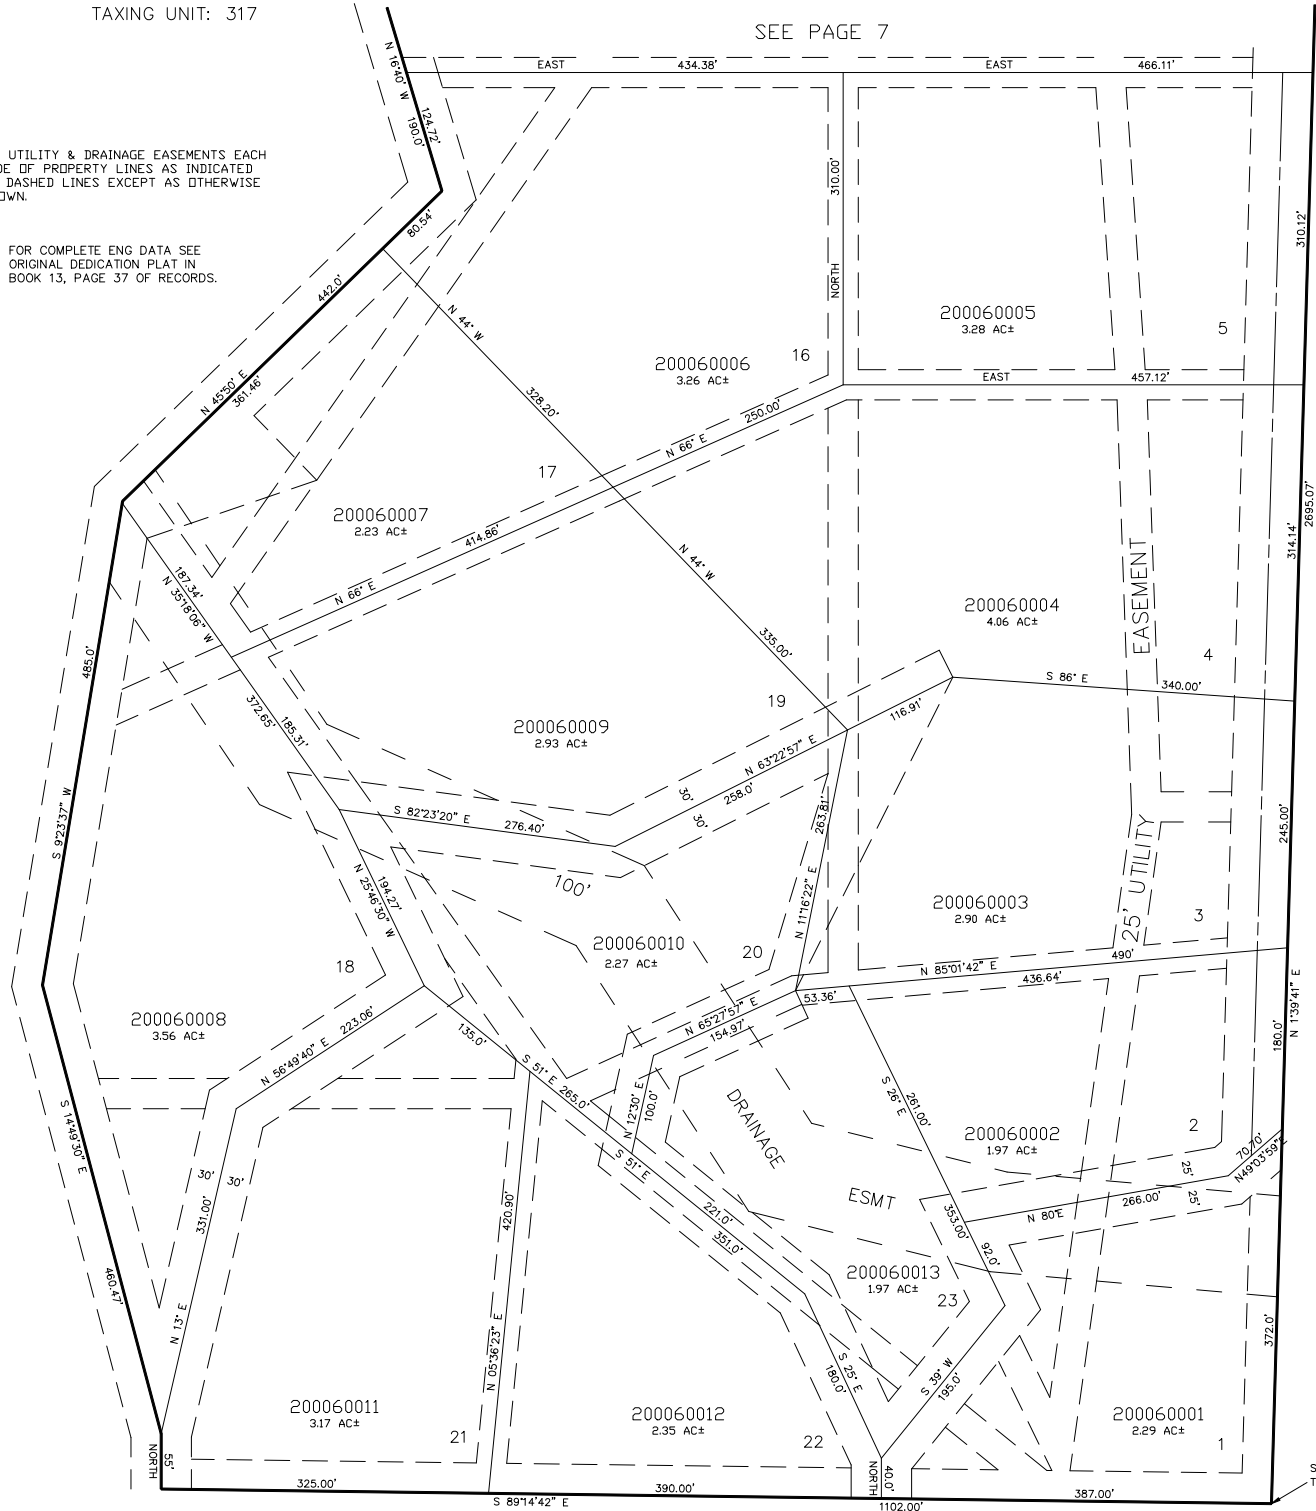 TAXING UNIT: 317
SEE PAGE 7
N 16°40' W
190.0'
124.72'
EAST
434.38'
EAST
466.11'
UTILITY & DRAINAGE EASEMENTS EACH
DE OF PROPERTY LINES AS INDICATED
DASHED LINES EXCEPT AS OTHERWISE
OWN.
FOR COMPLETE ENG DATA SEE
ORIGINAL DEDICATION PLAT IN
BOOK 13, PAGE 37 OF RECORDS.
80.54'
442.0'
N 45°50' E
361.46'
N 44° W
328.20'
310.00'
NORTH
310.12'
200060005
3.28 AC±
5
200060006
3.26 AC±
16
EAST
457.12'
N 66° E
250.00'
17
200060007
2.23 AC±
414.86'
N 66° E
2695.07'
314.14'
187.34'
N 35°18'06" W
N 44° W
335.00'
EASEMENT
200060004
4.06 AC±
4
485.0'
372.65'
185.31'
S 86° E
340.00'
19
116.91'
200060009
2.93 AC±
N 63°22'57" E
258.0'
30'
30'
S 9°23'37" W
S 82°23'20" E
276.40'
263.81'
245.00'
N 25°46'30" W
194.27'
100'
N 11°16'22" E
25' UTILITY
200060003
2.90 AC±
3
200060010
2.27 AC±
20
18
N 85°01'42" E
490'
436.64'
53.36'
200060008
3.56 AC±
223.06'
N 56°49'40" E
135.0'
N 65°27'57" E
154.97'
180.0'
N 1°39'41" E
S 51° E
265.0'
N 12°30' E
100.0'
S 26° E
261.00'
DRAINAGE
S 14°49'30" E
200060002
1.97 AC±
2
70.70'
N49°03'59"E
S 51° E
30'
30'
25'
25'
331.00'
420.90'
221.0'
351.0'
ESMT
353.00'
N 80°E
266.00'
92.0'
460.47'
200060013
1.97 AC±
23
N 13° E
N 05°36'23" E
S 25° E
180.0'
S 39° W
195.0'
372.0'
200060011
3.17 AC±
21
200060012
2.35 AC±
22
200060001
2.29 AC±
1
NORTH
55'
NORTH
40.0'
325.00'
390.00'
387.00'
S 89°14'42" E
1102.00'
S
T